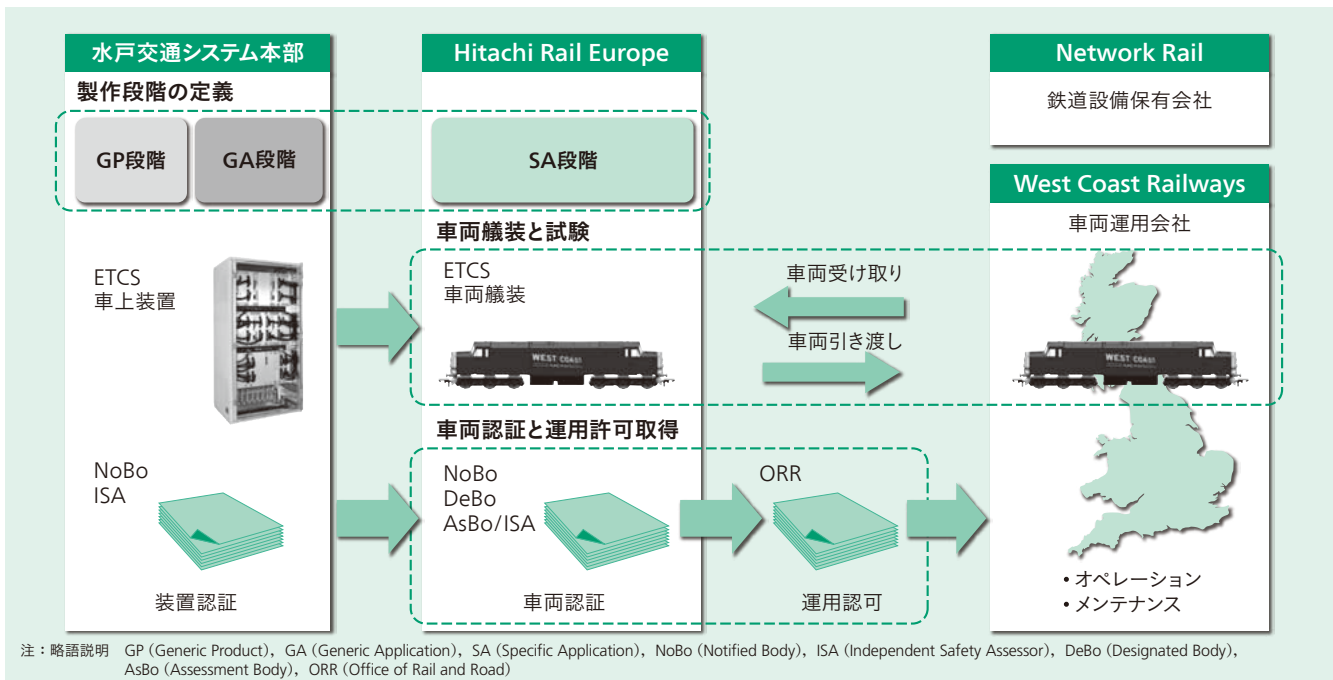 水戸交通システム本部
製作段階の定義
GP段階
GA段階
ETCS
車上装置
NoBo
ISA
装置認証
Hitachi Rail Europe
SA段階
車両艤装と試験
ETCS
車両艤装
WEST COAST
車両認証と運用許可取得
NoBo
DeBo
AsBo/ISA
車両認証
車両受け取り
車両引き渡し
ORR
運用認可
Network Rail
鉄道設備保有会社
West Coast Railways
車両運用会社
WEST COAST
• オペレーション
• メンテナンス
注：略語説明　GP（Generic Product），GA（Generic Application），SA（Specific Application），NoBo（Notified Body），ISA（Independent Safety Assessor），DeBo（Designated Body），
AsBo（Assessment Body），ORR（Office of Rail and Road）